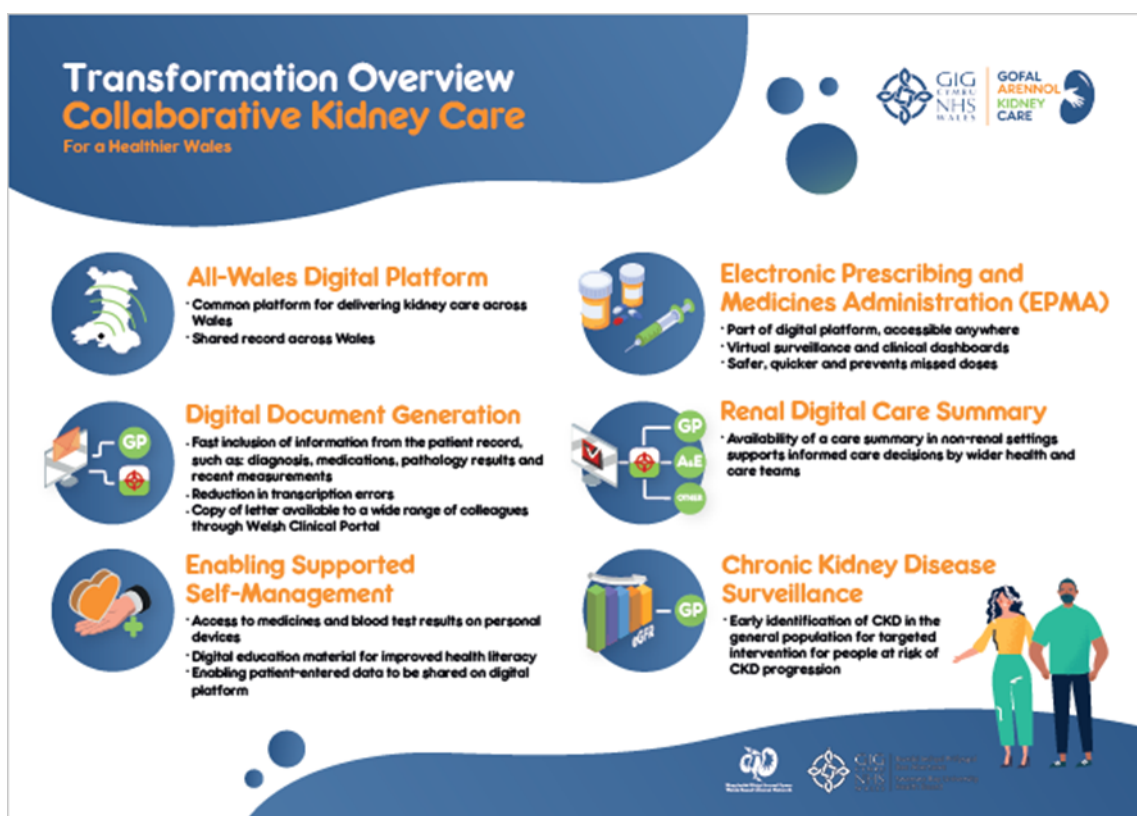 Transformation Overview
Collaborative Kidney Care
For a Healthier Wales
GIG
CYMRU
NHS
WALES
GOFAL
ARENNOL
KIDNEY
CARE
All-Wales Digital Platform
· Common platform for delivering kidney care across
Wales
· Shared record across Wales
Electronic Prescribing and
Medicines Administration (EPMA)
· Part of digital platform, accessible anywhere
· Virtual surveillance and clinical dashboards
· Safer, quicker and prevents missed doses
GP
Digital Document Generation
· Fast inclusion of information from the patient record,
such as: diagnosis, medications, pathology results and
recent measurements
· Reduction in transcription errors
· Copy of letter available to a wide range of colleagues
through Welsh Clinical Portal
GP
A&E
OTHER
Renal Digital Care Summary
· Availability of a care summary in non-renal settings
supports informed care decisions by wider health and
care teams
Enabling Supported
Self-Management
· Access to medicines and blood test results on personal
devices
· Digital education material for improved health literacy
· Enabling patient-entered data to be shared on digital
platform
eGFR
GP
Chronic Kidney Disease
Surveillance
· Early identification of CKD in the
general population for targeted
intervention for people at risk of
CKD progression
GIG
NHS